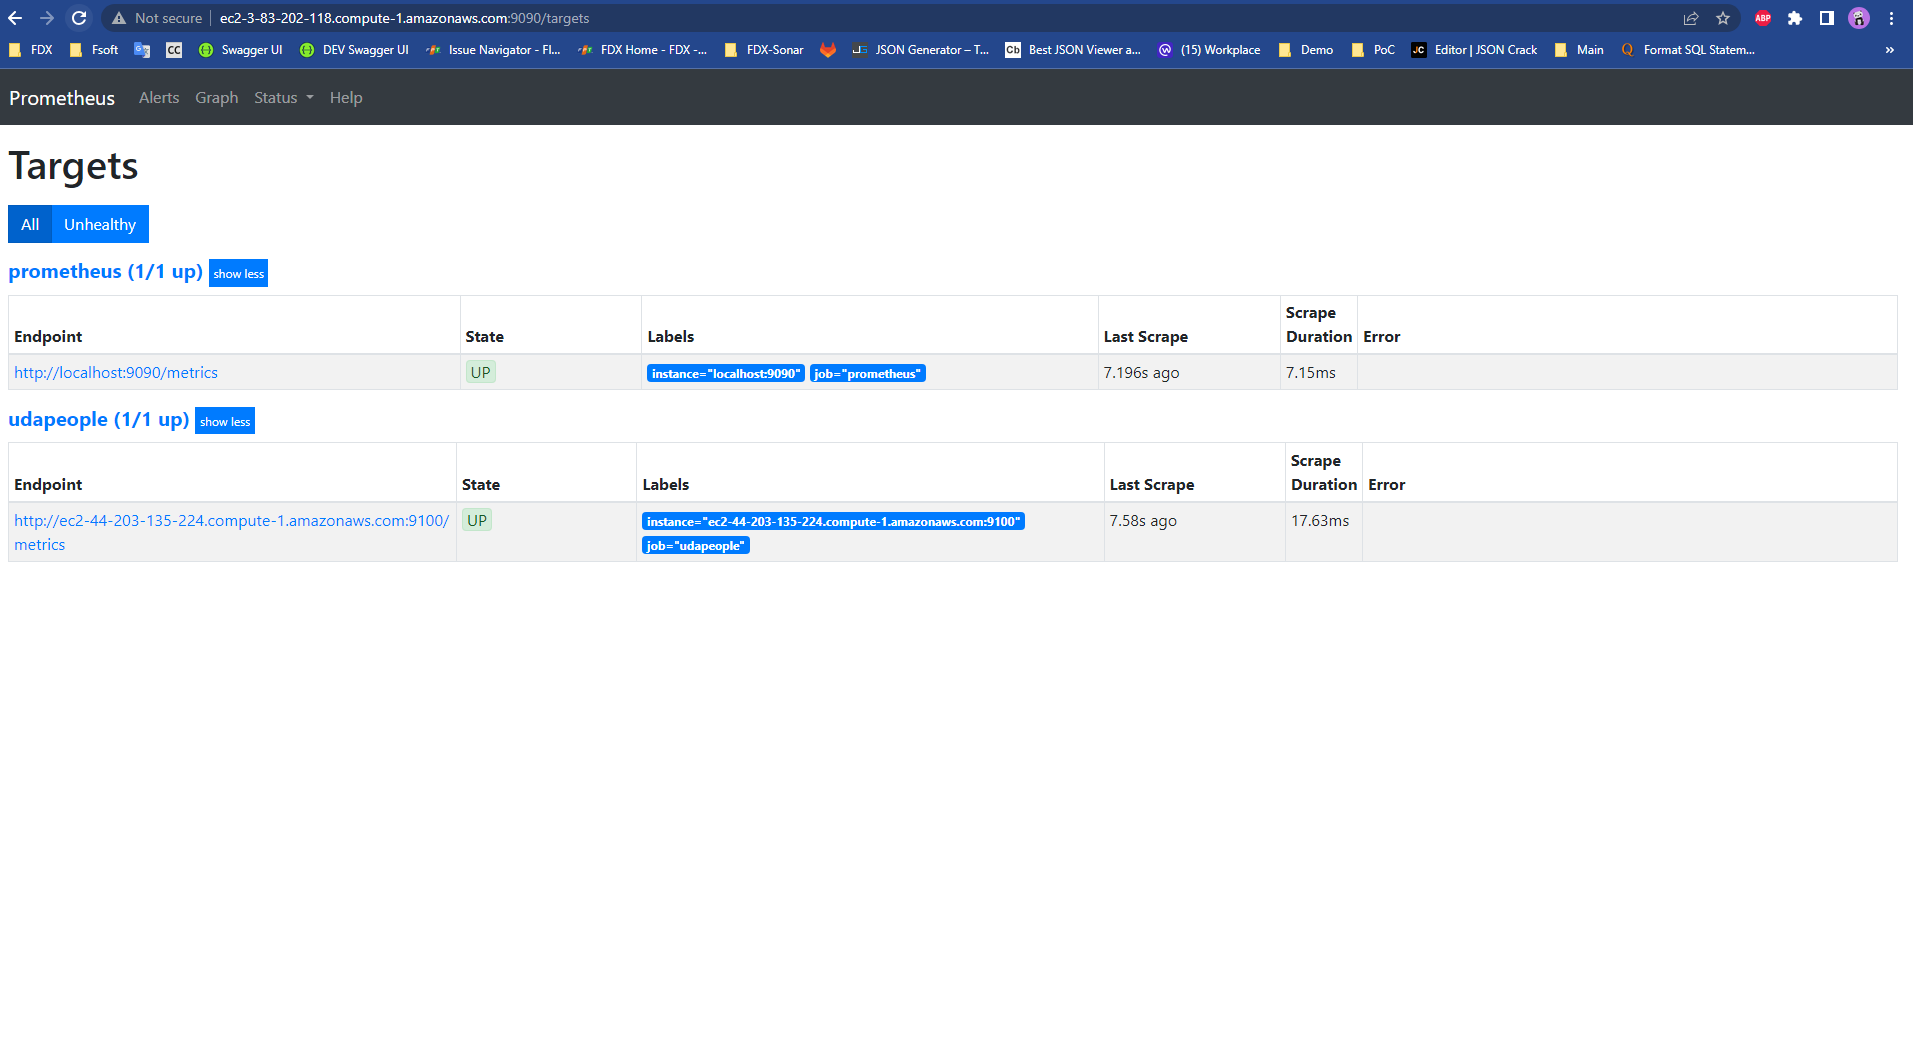 Not secure ec2-3-83-202-118.compute-1.amazonaws.com:9090/targets
ABP
FDX Fsoft CC Swagger UI DEV Swagger UI Issue Navigator - Fl... FDX Home - FDX -... FDX-Sonar JSON Generator – T... Cb Best JSON Viewer a... (15) Workplace Demo PoC JC Editor | JSON Crack Main Format SQL Statem... »
Prometheus Alerts Graph Status Help
Targets
All Unhealthy
prometheus (1/1 up) show less
Endpoint State Labels Last Scrape Scrape Duration Error
http://localhost:9090/metrics UP instance="localhost:9090" job="prometheus" 7.196s ago 7.15ms
udapeople (1/1 up) show less
Endpoint State Labels Last Scrape Scrape Duration Error
http://ec2-44-203-135-224.compute-1.amazonaws.com:9100/ UP instance="ec2-44-203-135-224.compute-1.amazonaws.com:9100" 7.58s ago 17.63ms
metrics job="udapeople"